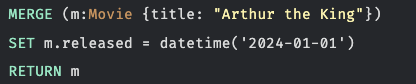 MERGE (m:Movie {title: "Arthur the King"})
SET m.released = datetime('2024-01-01')
RETURN m